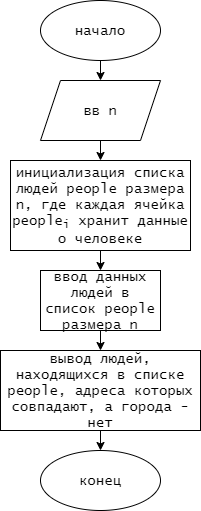 начало
вв n
инициализация списка
людей people размера
n, где каждая ячейка
peopleᵢ хранит данные
о человеке
ввод данных
людей в
список people
размера n
вывод людей,
находящихся в списке
people, адреса которых
совпадают, а города -
нет
конец